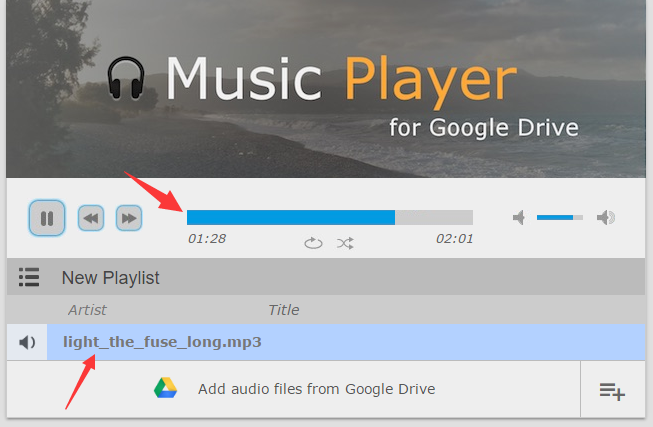 Music Player
for Google Drive
01:28 02:01
New Playlist
Artist Title
light_the_fuse_long.mp3
Add audio files from Google Drive